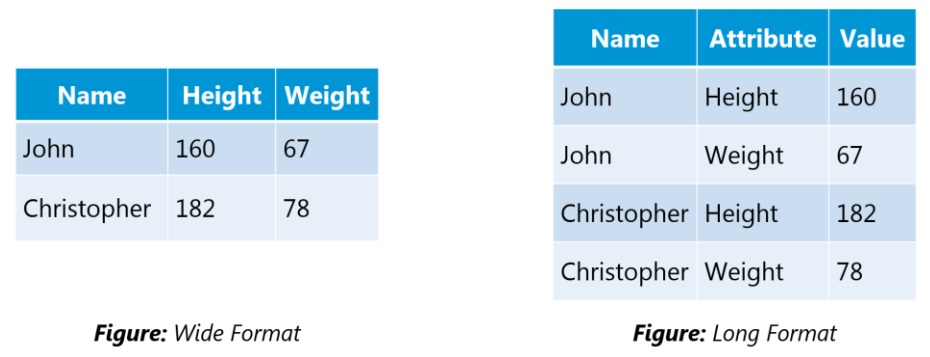 Name Height Weight
John 160 67
Christopher 182 78
Figure: Wide Format
Name Attribute Value
John Height 160
John Weight 67
Christopher Height 182
Christopher Weight 78
Figure: Long Format